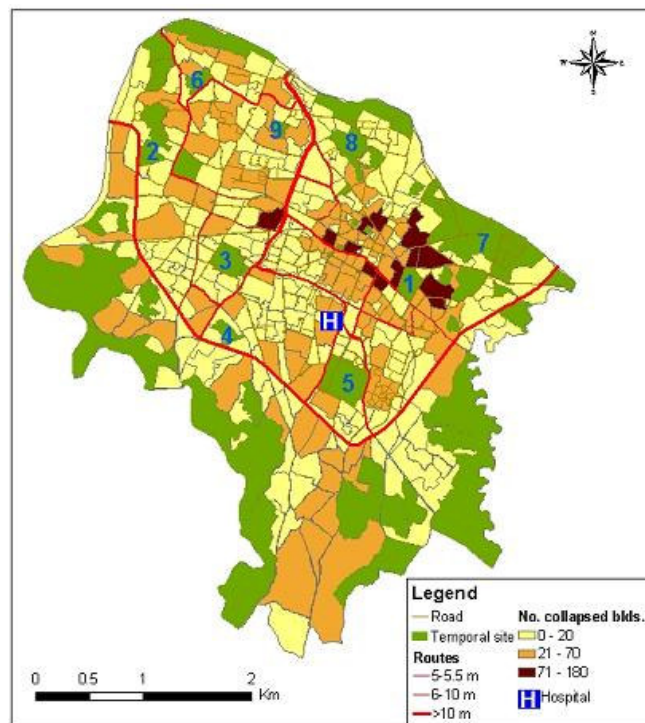 N
W E
S
6
9
2
8
7
3
1
4
H
5
Legend
Road
Temporal site
Routes
5-5.5 m
6-10 m
>10 m
No. collapsed blds.
0 - 20
21 - 70
71 - 180
H Hospital
0 0.5 1 2
Km